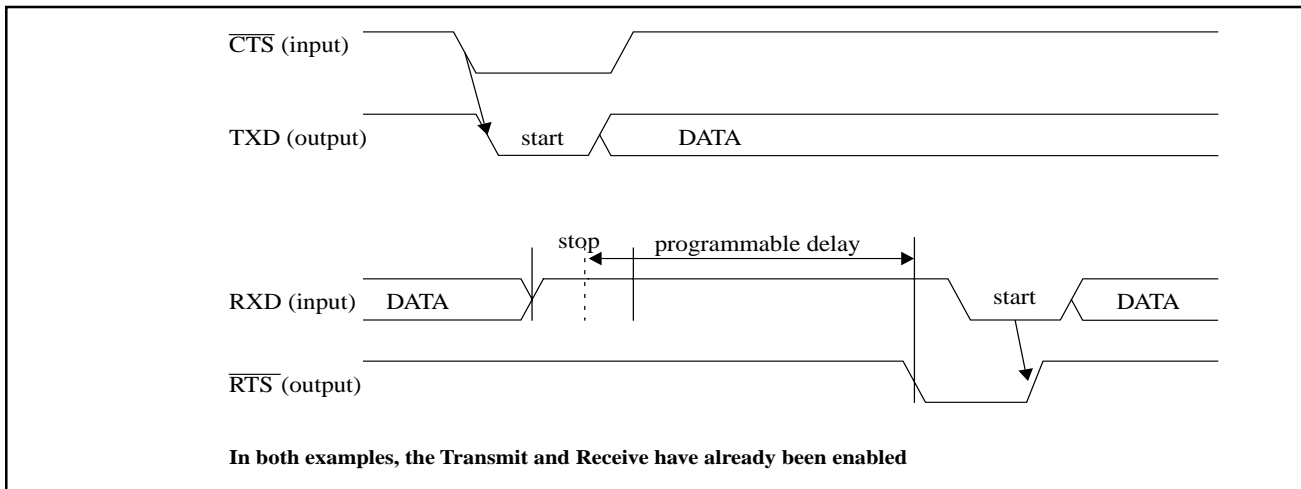 CTS (input)
TXD (output) start DATA
stop programmable delay
RXD (input) DATA start DATA
RTS (output)
In both examples, the Transmit and Receive have already been enabled